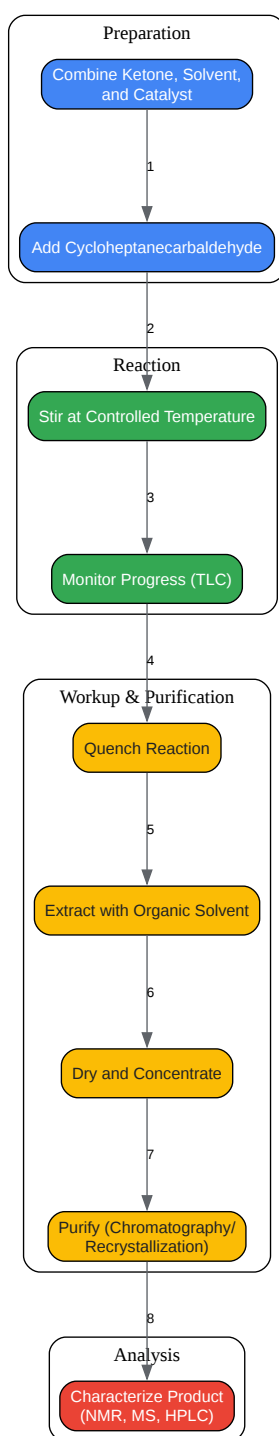 Preparation
Combine Ketone, Solvent,
and Catalyst
1
Add Cycloheptanecarbaldehyde
2
Reaction
Stir at Controlled Temperature
3
Monitor Progress (TLC)
4
Workup & Purification
Quench Reaction
5
Extract with Organic Solvent
6
Dry and Concentrate
7
Purify (Chromatography/
Recrystallization)
8
Analysis
Characterize Product
(NMR, MS, HPLC)